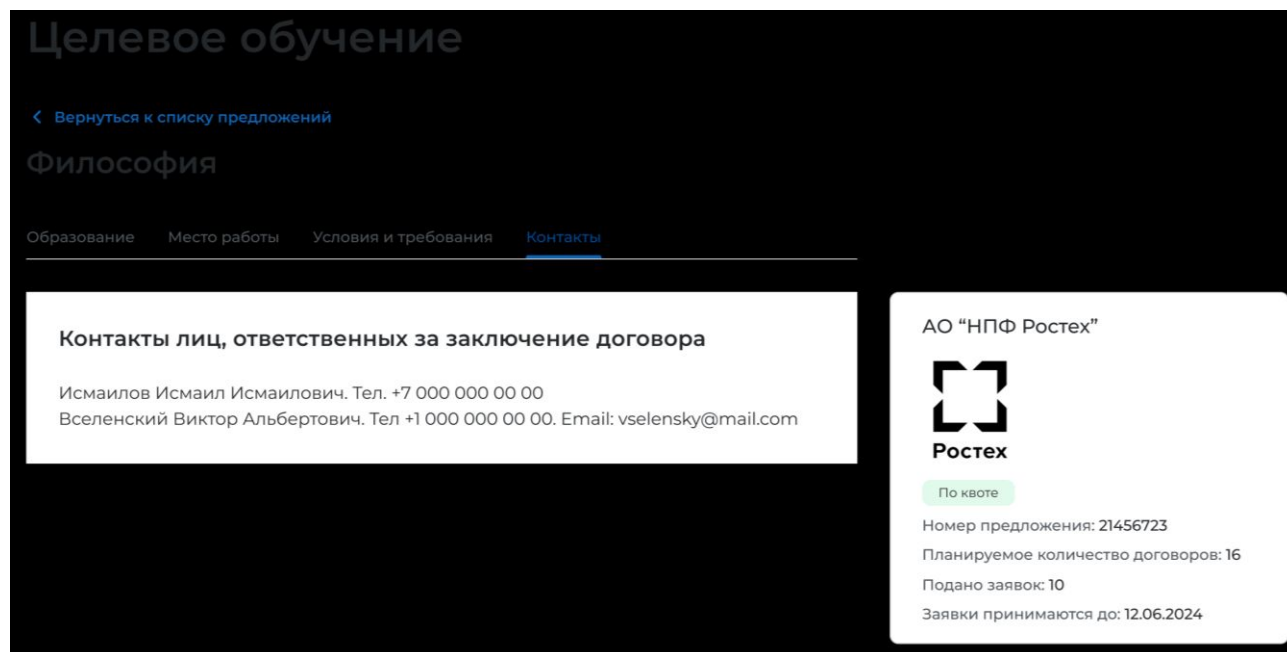 Целевое обучение
Вернуться к списку предложений
Философия
Образование Место работы Условия и требования Контакты
Контакты лиц, ответственных за заключение договора
Исмаилов Исмаил Исмаилович. Тел. +7 000 000 00 00
Вселенский Виктор Альбертович. Тел +1 000 000 00 00. Email: vselensky@mail.com
АО “НПФ Ростех”
Ростех
По квоте
Номер предложения: 21456723
Планируемое количество договоров: 16
Подано заявок: 10
Заявки принимаются до: 12.06.2024